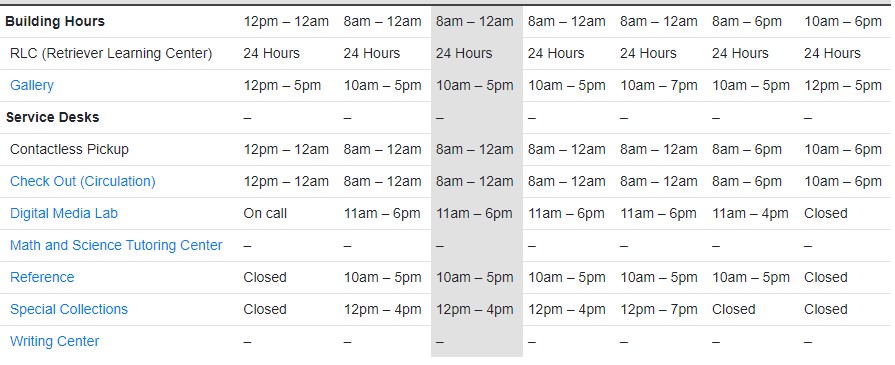 Building Hours 12pm – 12am 8am – 12am 8am – 12am 8am – 12am 8am – 12am 8am – 6pm 10am – 6pm
RLC (Retriever Learning Center) 24 Hours 24 Hours 24 Hours 24 Hours 24 Hours 24 Hours 24 Hours
Gallery 12pm – 5pm 10am – 5pm 10am – 5pm 10am – 5pm 10am – 7pm 10am – 5pm 12pm – 5pm
Service Desks – – – – – – –
Contactless Pickup 12pm – 12am 8am – 12am 8am – 12am 8am – 12am 8am – 12am 8am – 6pm 10am – 6pm
Check Out (Circulation) 12pm – 12am 8am – 12am 8am – 12am 8am – 12am 8am – 12am 8am – 6pm 10am – 6pm
Digital Media Lab On call 11am – 6pm 11am – 6pm 11am – 6pm 11am – 6pm 11am – 4pm Closed
Math and Science Tutoring Center – – – – – – –
Reference Closed 10am – 5pm 10am – 5pm 10am – 5pm 10am – 5pm 10am – 5pm Closed
Special Collections Closed 12pm – 4pm 12pm – 4pm 12pm – 4pm 12pm – 7pm Closed Closed
Writing Center – – – – – – –